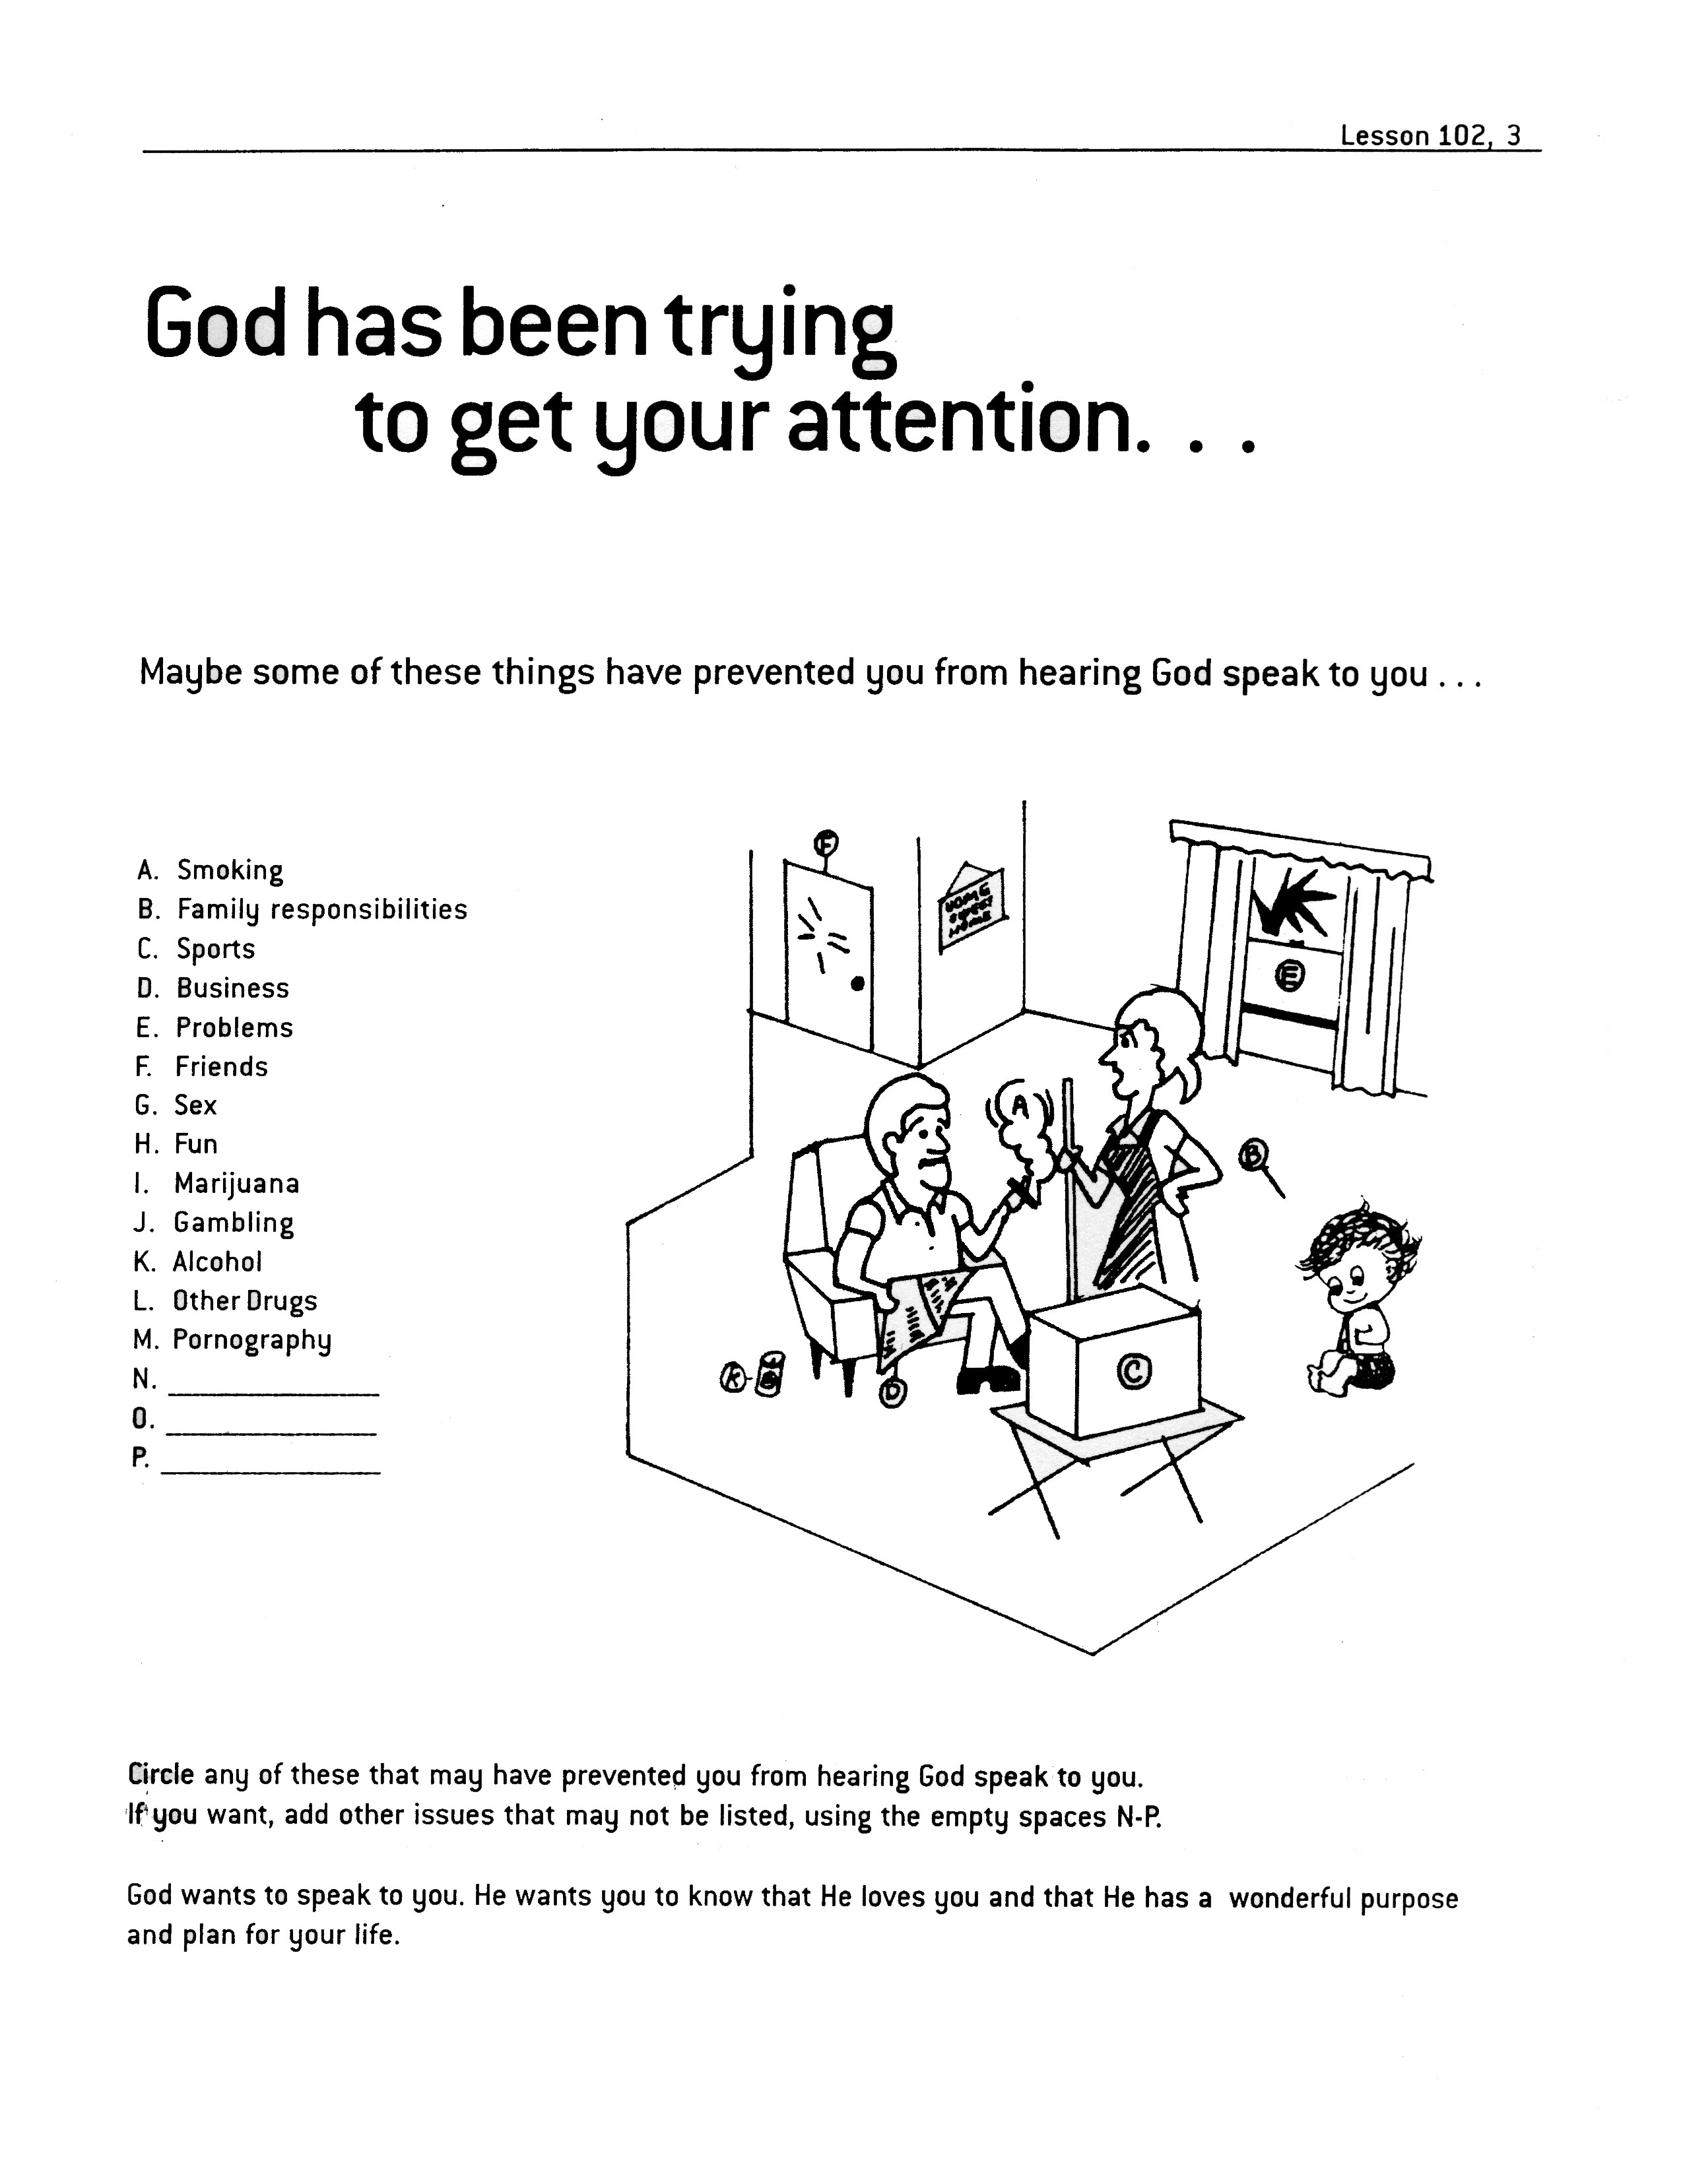 Lesson 102, 3
God has been trying
to get your attention. . .
Maybe some of these things have prevented you from hearing God speak to you . . .
A. Smoking
B. Family responsibilities
C. Sports
D. Business
E. Problems
F. Friends
G. Sex
H. Fun
I. Marijuana
J. Gambling
K. Alcohol
L. Other Drugs
M. Pornography
N.
O.
P.
F
HOME
SWEET
HOME
E
A
B
C
K
D
Circle any of these that may have prevented you from hearing God speak to you.
If you want, add other issues that may not be listed, using the empty spaces N-P.
God wants to speak to you. He wants you to know that He loves you and that He has a wonderful purpose
and plan for your life.